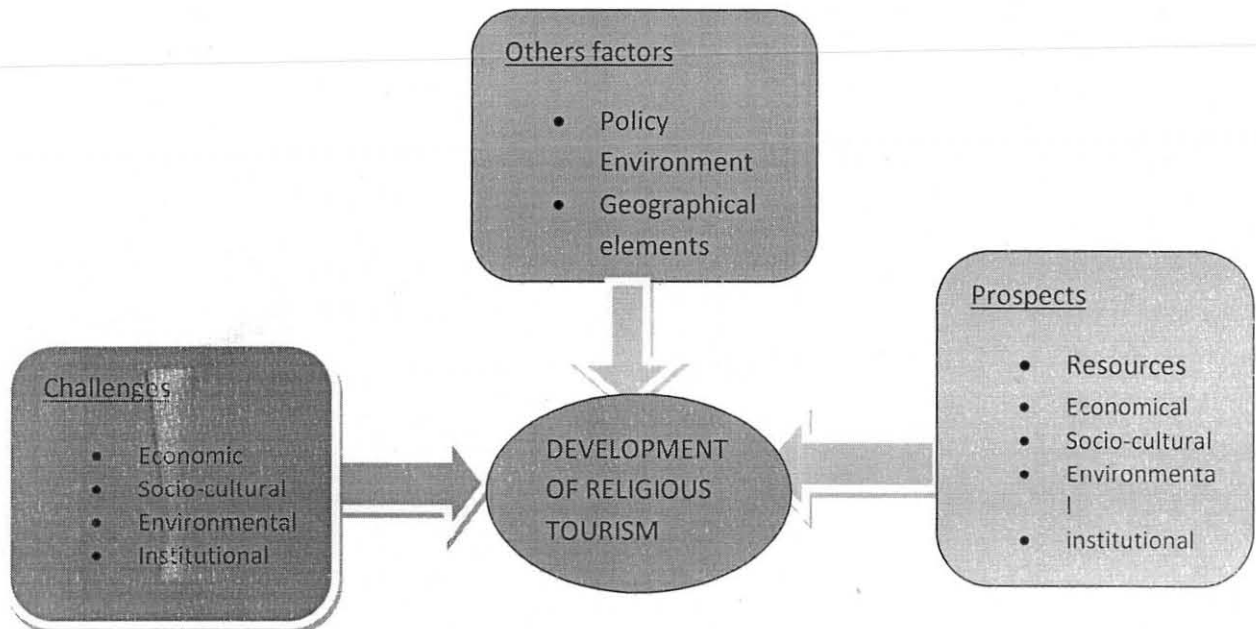 Others factors
• Policy
Environment
• Geographical
elements
Prospects
• Resources
• Economical
• Socio-cultural
• Environmenta
l
• institutional
Challenges
• Economic
• Socio-cultural
• Environmental
• Institutional
DEVELOPMENT
OF RELIGIOUS
TOURISM